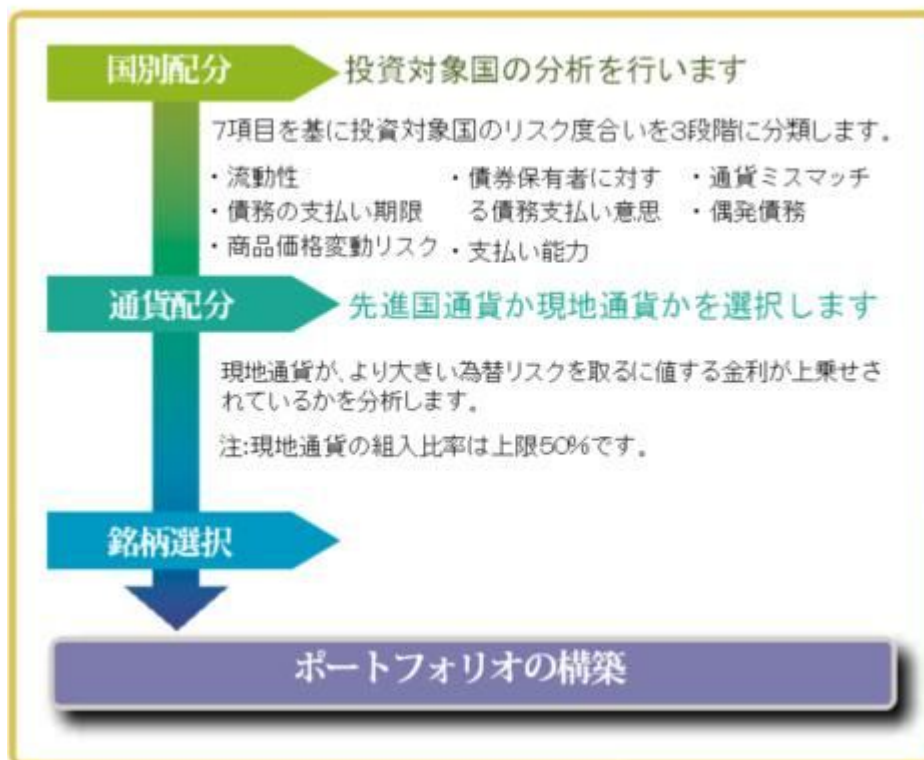 国別配分
投資対象国の分析を行います
7項目を基に投資対象国のリスク度合いを3段階に分類します。
・流動性
・債務の支払い期限
・商品価格変動リスク
・債券保有者に対す
る債務支払い意思
・支払い能力
・通貨ミスマッチ
・偶発債務
通貨配分
先進国通貨か現地通貨かを選択します
現地通貨が、より大きい為替リスクを取るに値する金利が上乗せさ
れているかを分析します。
注:現地通貨の組入比率は上限50%です。
銘柄選択
ポートフォリオの構築